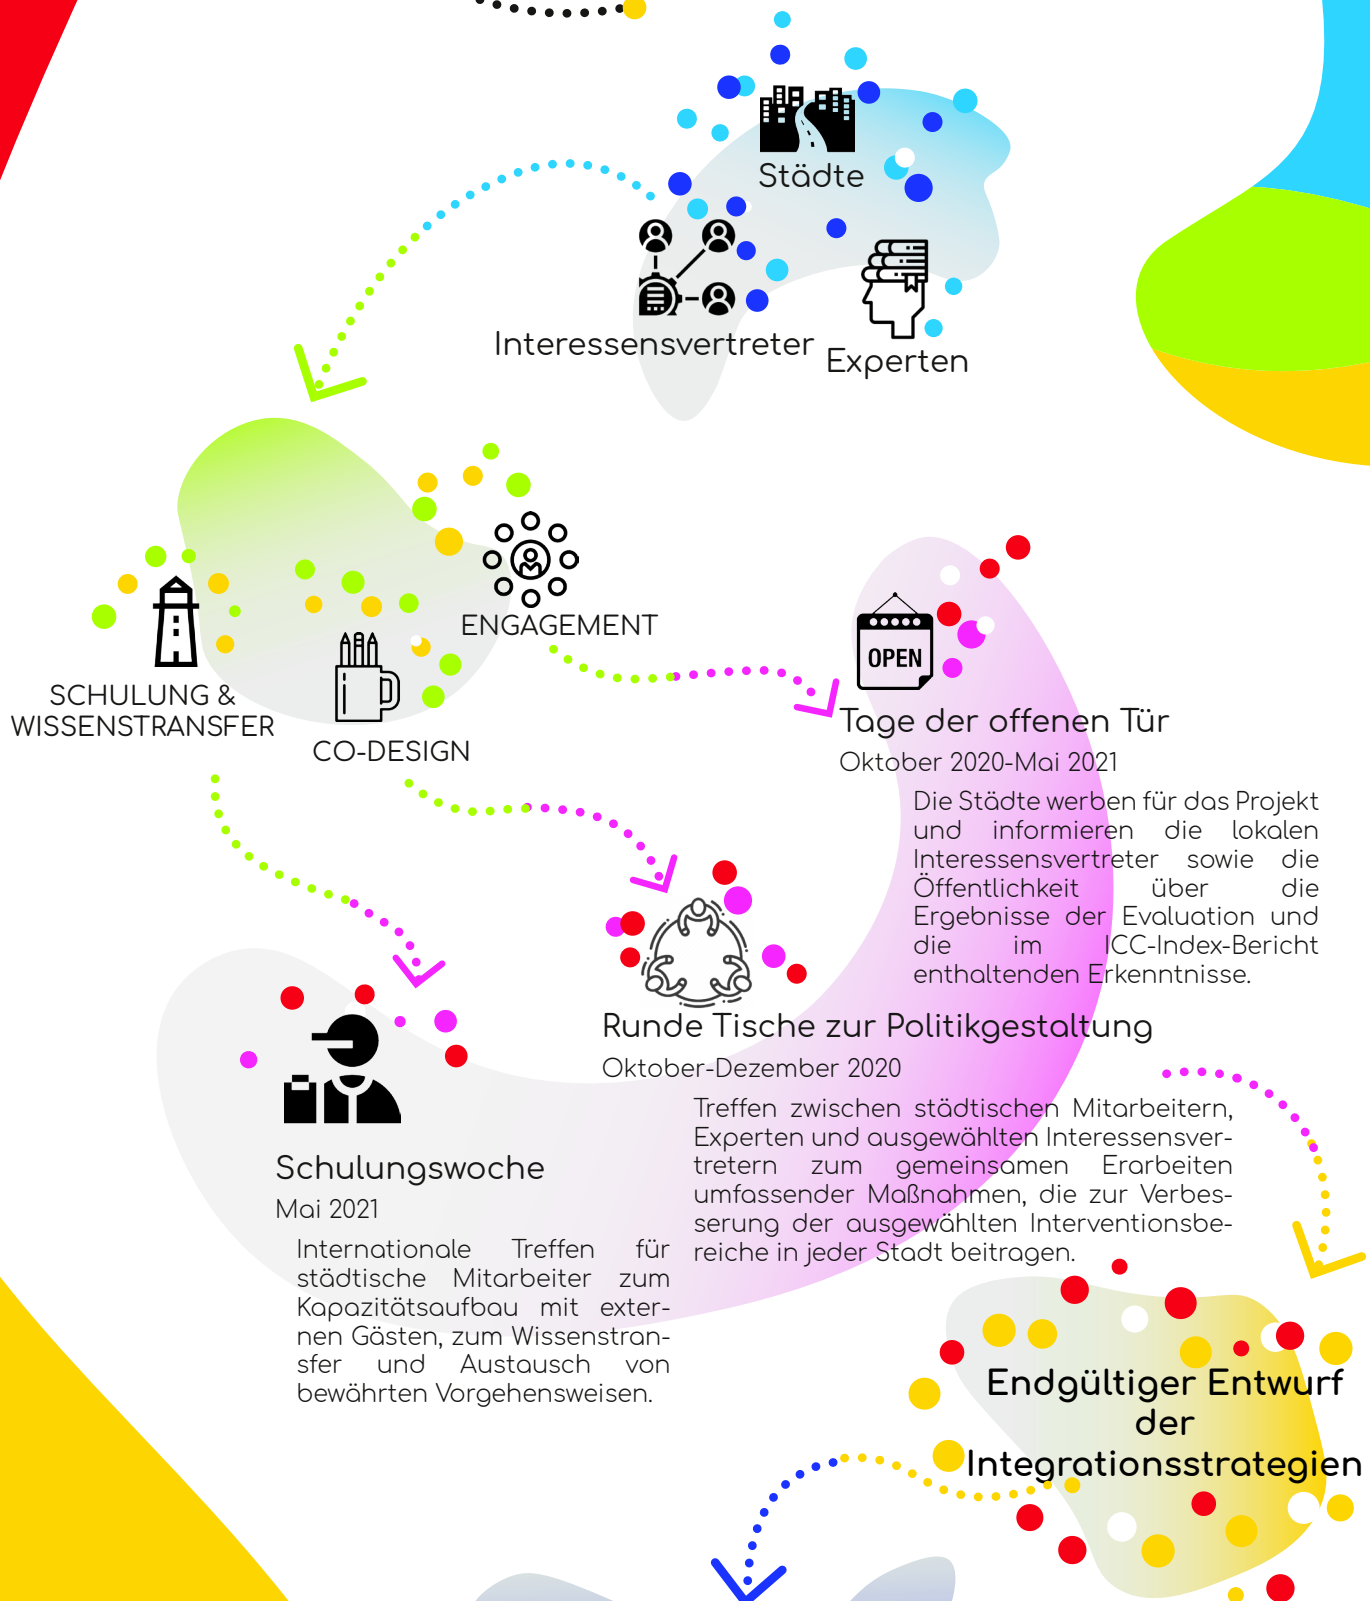 Städte
Interessensvertreter
Experten
ENGAGEMENT
SCHULUNG &
WISSENSTRANSFER
CO-DESIGN
OPEN
Tage der offenen Tür
Oktober 2020-Mai 2021
Die Städte werben für das Projekt
und informieren die lokalen
Interessensvertreter sowie die
Öffentlichkeit über die
Ergebnisse der Evaluation und
die im ICC-Index-Bericht
enthaltenden Erkenntnisse.
Runde Tische zur Politikgestaltung
Oktober-Dezember 2020
Treffen zwischen städtischen Mitarbeitern,
Experten und ausgewählten Interessensver-
tretern zum gemeinsamen Erarbeiten
umfassender Maßnahmen, die zur Verbes-
serung der ausgewählten Interventionsbe-
reiche in jeder Stadt beitragen.
Schulungswoche
Mai 2021
Internationale Treffen für
städtische Mitarbeiter zum
Kapazitätsaufbau mit exter-
nen Gästen, zum Wissenstran-
sfer und Austausch von
bewährten Vorgehensweisen.
Endgültiger Entwurf
der
Integrationsstrategien